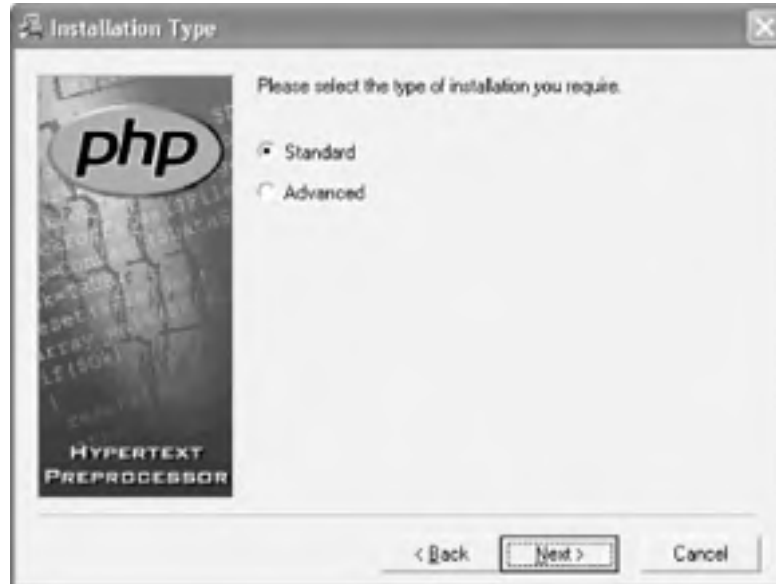 Installation Type
Please select the type of installation you require.
php
Standard
Advanced
HYPERTEXT
PREPROCESSOR
< Back
Next >
Cancel